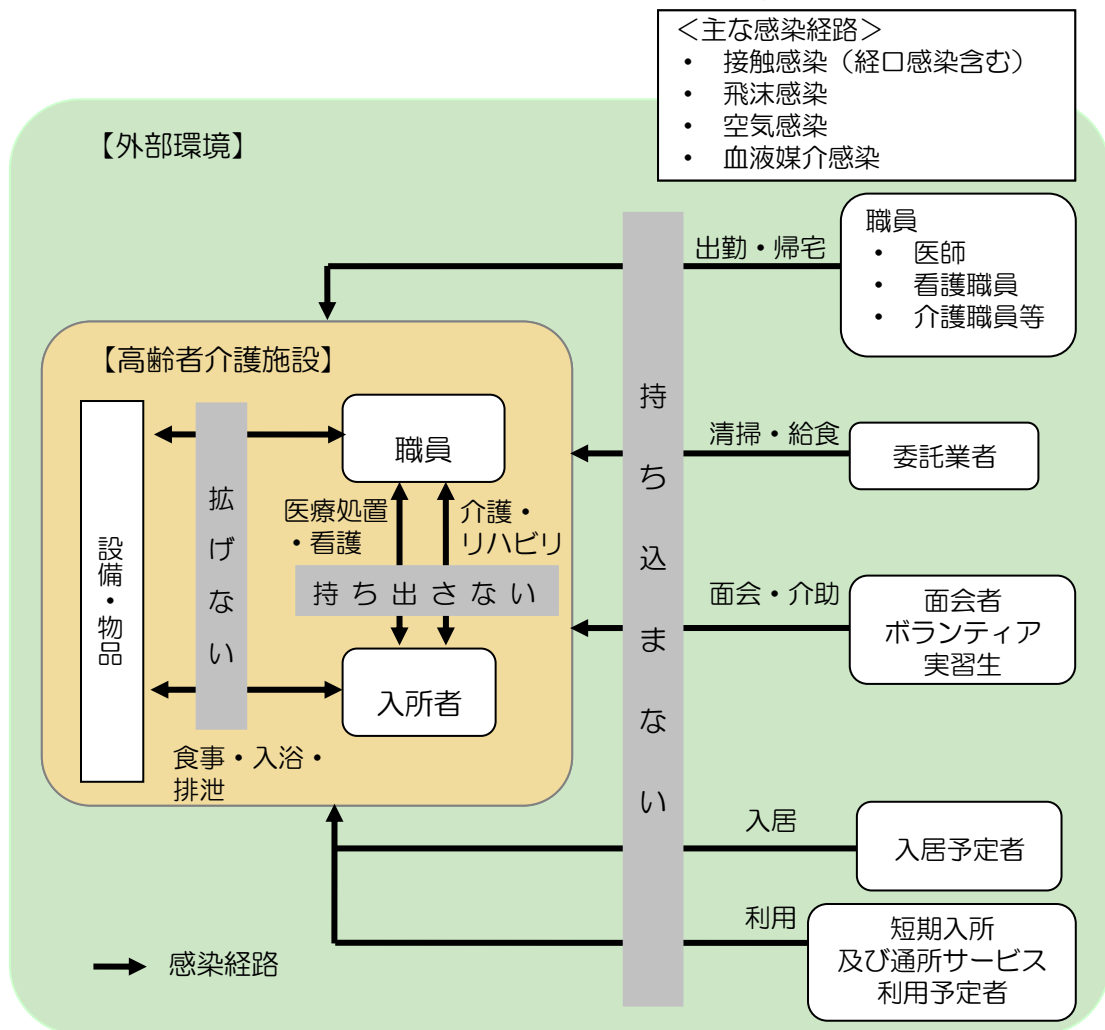 ＜主な感染経路＞
・ 接触感染（経口感染含む）
・ 飛沫感染
・ 空気感染
・ 血液媒介感染
【外部環境】
職員
・ 医師
・ 看護職員
・ 介護職員等
出勤・帰宅
【高齢者介護施設】
持ち込まない
清掃・給食
委託業者
職員
拡げない
設備・物品
医療処置
・看護
介護・
リハビリ
持ち出さない
面会・介助
面会者
ボランティア
実習生
入所者
食事・入浴・
排泄
入居
入居予定者
利用
短期入所
及び通所サービス
利用予定者
感染経路